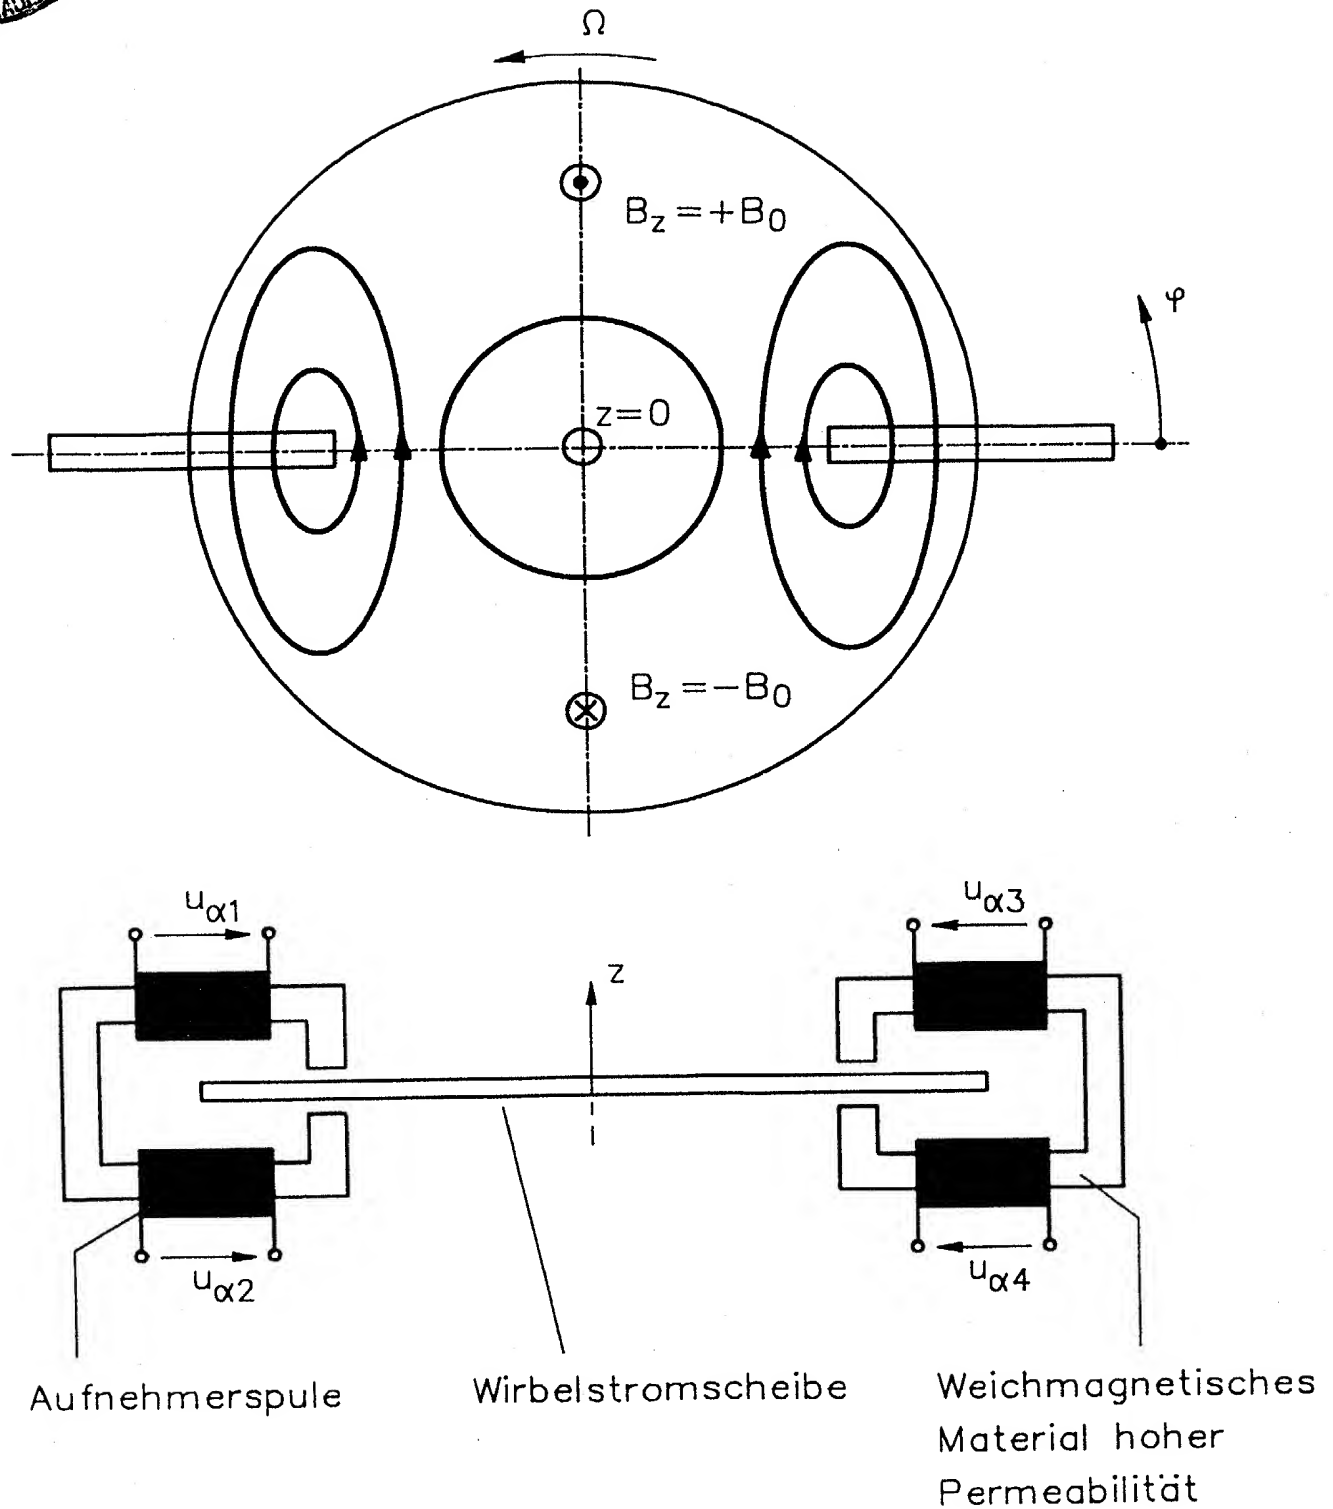 Ω
B_z = +B_0
φ
z=0
B_z = −B_0
u_α1
u_α3
z
u_α2
u_α4
Aufnehmerspule
Wirbelstromscheibe
Weichmagnetisches
Material hoher
Permeabilität